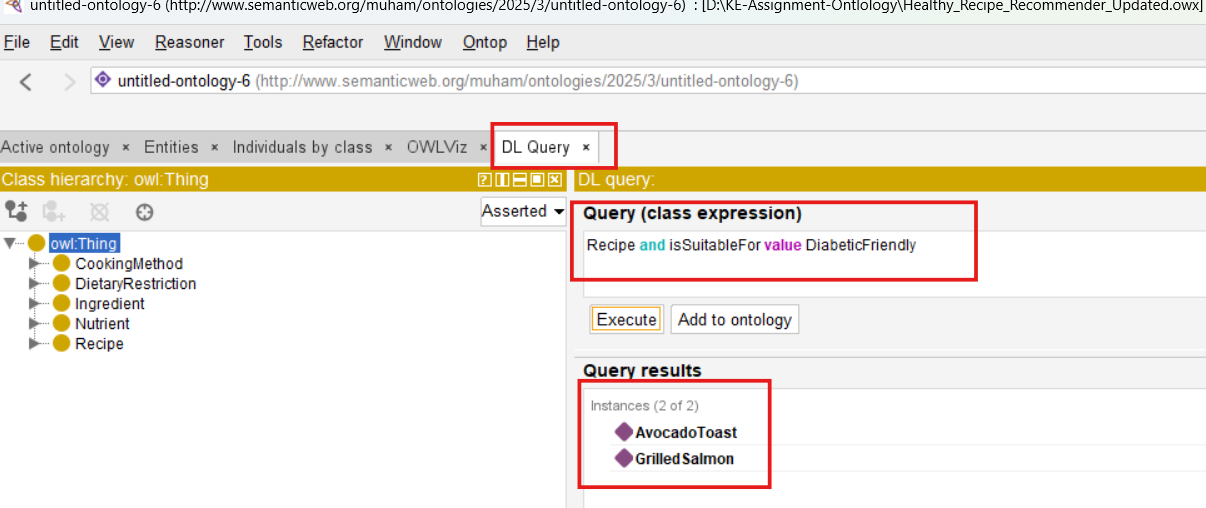 untitled-ontology-6 (http://www.semanticweb.org/muham/ontologies/2025/3/untitled-ontology-6) : [D:\KE-Assignment-Ontlology\Healthy_Recipe_Recommender_Updated.owx]
File Edit View Reasoner Tools Refactor Window Ontop Help
untitled-ontology-6 (http://www.semanticweb.org/muham/ontologies/2025/3/untitled-ontology-6)
Active ontology × Entities × Individuals by class × OWLViz × DL Query ×
Class hierarchy: owl:Thing
Asserted
owl:Thing
CookingMethod
DietaryRestriction
Ingredient
Nutrient
Recipe
DL query:
Query (class expression)
Recipe and isSuitableFor value DiabeticFriendly
Execute Add to ontology
Query results
Instances (2 of 2)
AvocadoToast
GrilledSalmon